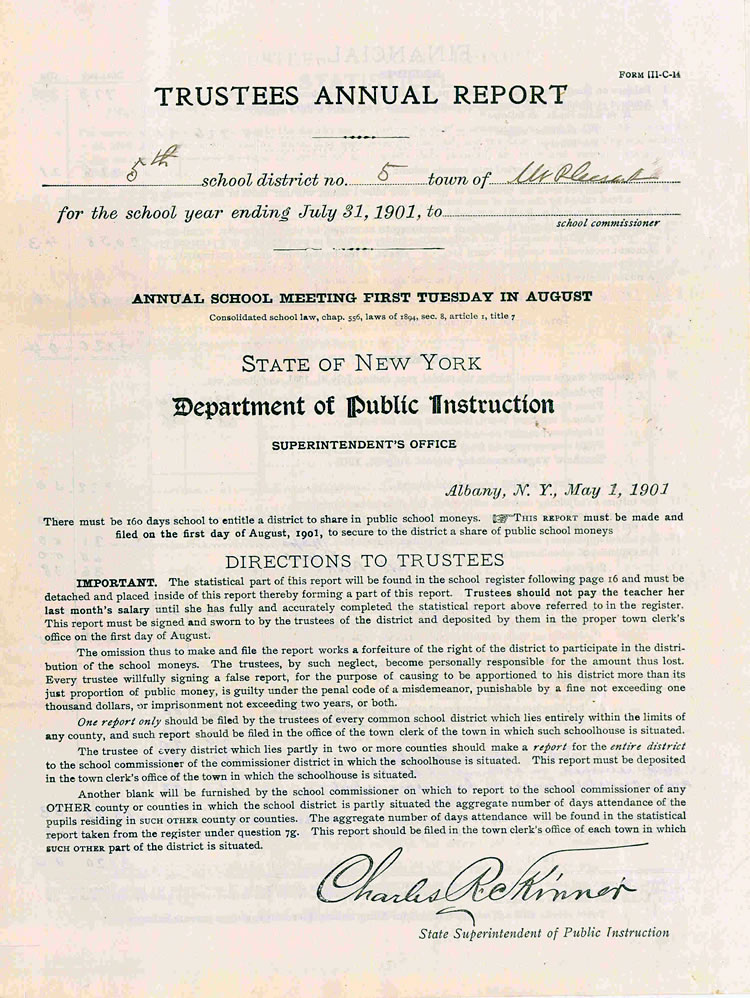 FORM III-C-14
TRUSTEES ANNUAL REPORT
5th school district no. 5 town of Mt Pleasant
for the school year ending July 31, 1901, to
school commissioner
ANNUAL SCHOOL MEETING FIRST TUESDAY IN AUGUST
Consolidated school law, chap. 556, laws of 1894, sec. 8, article 1, title 7
STATE OF NEW YORK
Department of Public Instruction
SUPERINTENDENT'S OFFICE
Albany, N. Y., May 1, 1901
There must be 160 days school to entitle a district to share in public school moneys. ☞THIS REPORT must be made and
filed on the first day of August, 1901, to secure to the district a share of public school moneys
DIRECTIONS TO TRUSTEES
IMPORTANT. The statistical part of this report will be found in the school register following page 16 and must be
detached and placed inside of this report thereby forming a part of this report. Trustees should not pay the teacher her
last month's salary until she has fully and accurately completed the statistical report above referred to in the register.
This report must be signed and sworn to by the trustees of the district and deposited by them in the proper town clerk's
office on the first day of August.
The omission thus to make and file the report works a forfeiture of the right of the district to participate in the distri-
bution of the school moneys. The trustees, by such neglect, become personally responsible for the amount thus lost.
Every trustee willfully signing a false report, for the purpose of causing to be apportioned to his district more than its
just proportion of public money, is guilty under the penal code of a misdemeanor, punishable by a fine not exceeding one
thousand dollars, or imprisonment not exceeding two years, or both.
One report only should be filed by the trustees of every common school district which lies entirely within the limits of
any county, and such report should be filed in the office of the town clerk of the town in which such schoolhouse is situated.
The trustee of every district which lies partly in two or more counties should make a report for the entire district
to the school commissioner of the commissioner district in which the schoolhouse is situated. This report must be deposited
in the town clerk's office of the town in which the schoolhouse is situated.
Another blank will be furnished by the school commissioner on which to report to the school commissioner of any
OTHER county or counties in which the school district is partly situated the aggregate number of days attendance of the
pupils residing in SUCH OTHER county or counties. The aggregate number of days attendance will be found in the statistical
report taken from the register under question 7g. This report should be filed in the town clerk's office of each town in which
SUCH OTHER part of the district is situated.
Charles R. Skinner
State Superintendent of Public Instruction